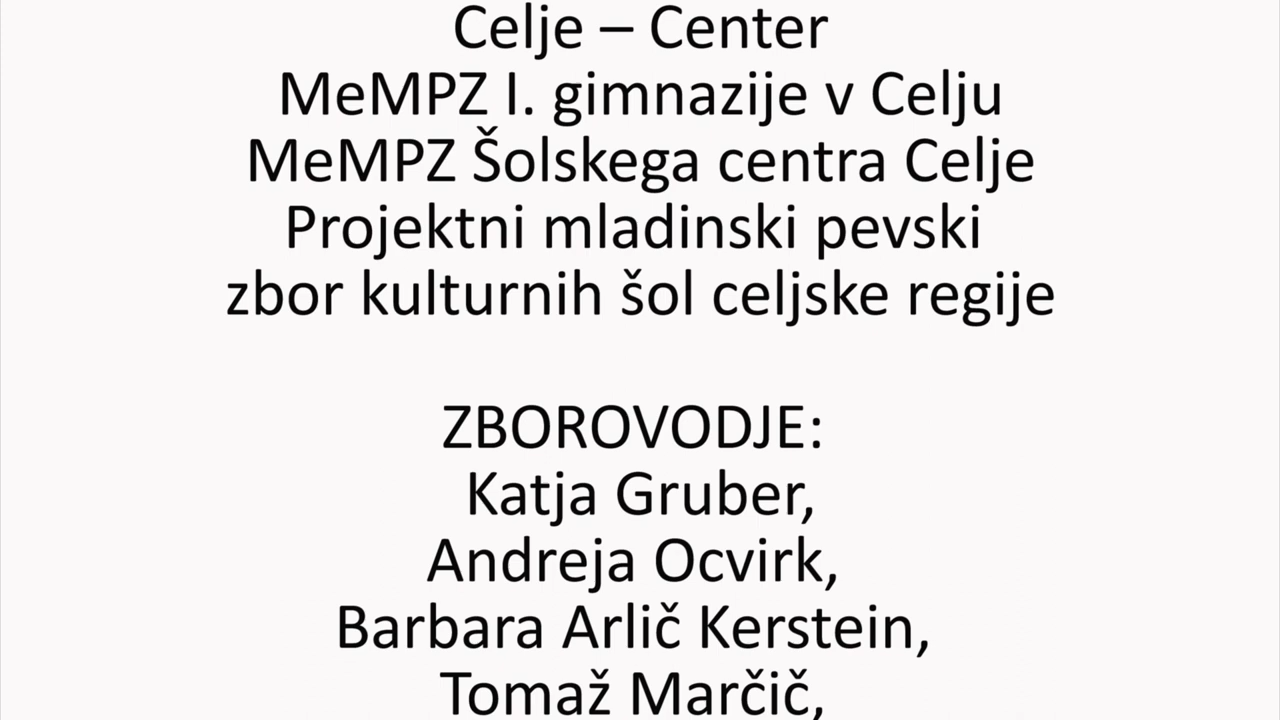 Celje – Center
MeMPZ I. gimnazije v Celju
MeMPZ Šolskega centra Celje
Projektni mladinski pevski
zbor kulturnih šol celjske regije
ZBOROVODJE:
Katja Gruber,
Andreja Ocvirk,
Barbara Arlič Kerstein,
Tomaž Marčič,